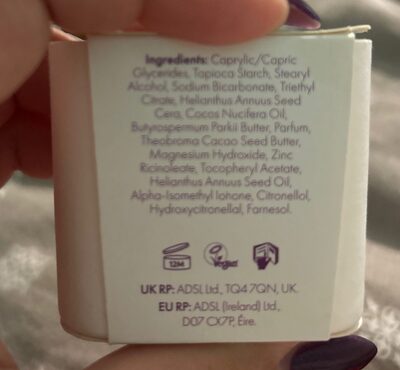 Ingredients: Caprylic/Capric
Glycerides, Tapioca Starch, Stearyl
Alcohol, Sodium Bicarbonate, Triethyl
Citrate, Helianthus Annuus Seed
Cera, Cocos Nucifera Oil,
Butyrospermum Parkii Butter, Parfum,
Theobroma Cacao Seed Butter,
Magnesium Hydroxide, Zinc
Ricinoleate, Tocopheryl Acetate,
Helianthus Annuus Seed Oil,
Alpha-Isomethyl Ionone, Citronellol,
Hydroxycitronellal, Farnesol.
12M
Vegan
UK RP: ADSL Ltd., TQ4 7QN, UK.
EU RP: ADSL (Ireland) Ltd.,
D07 CX7P, Éire.